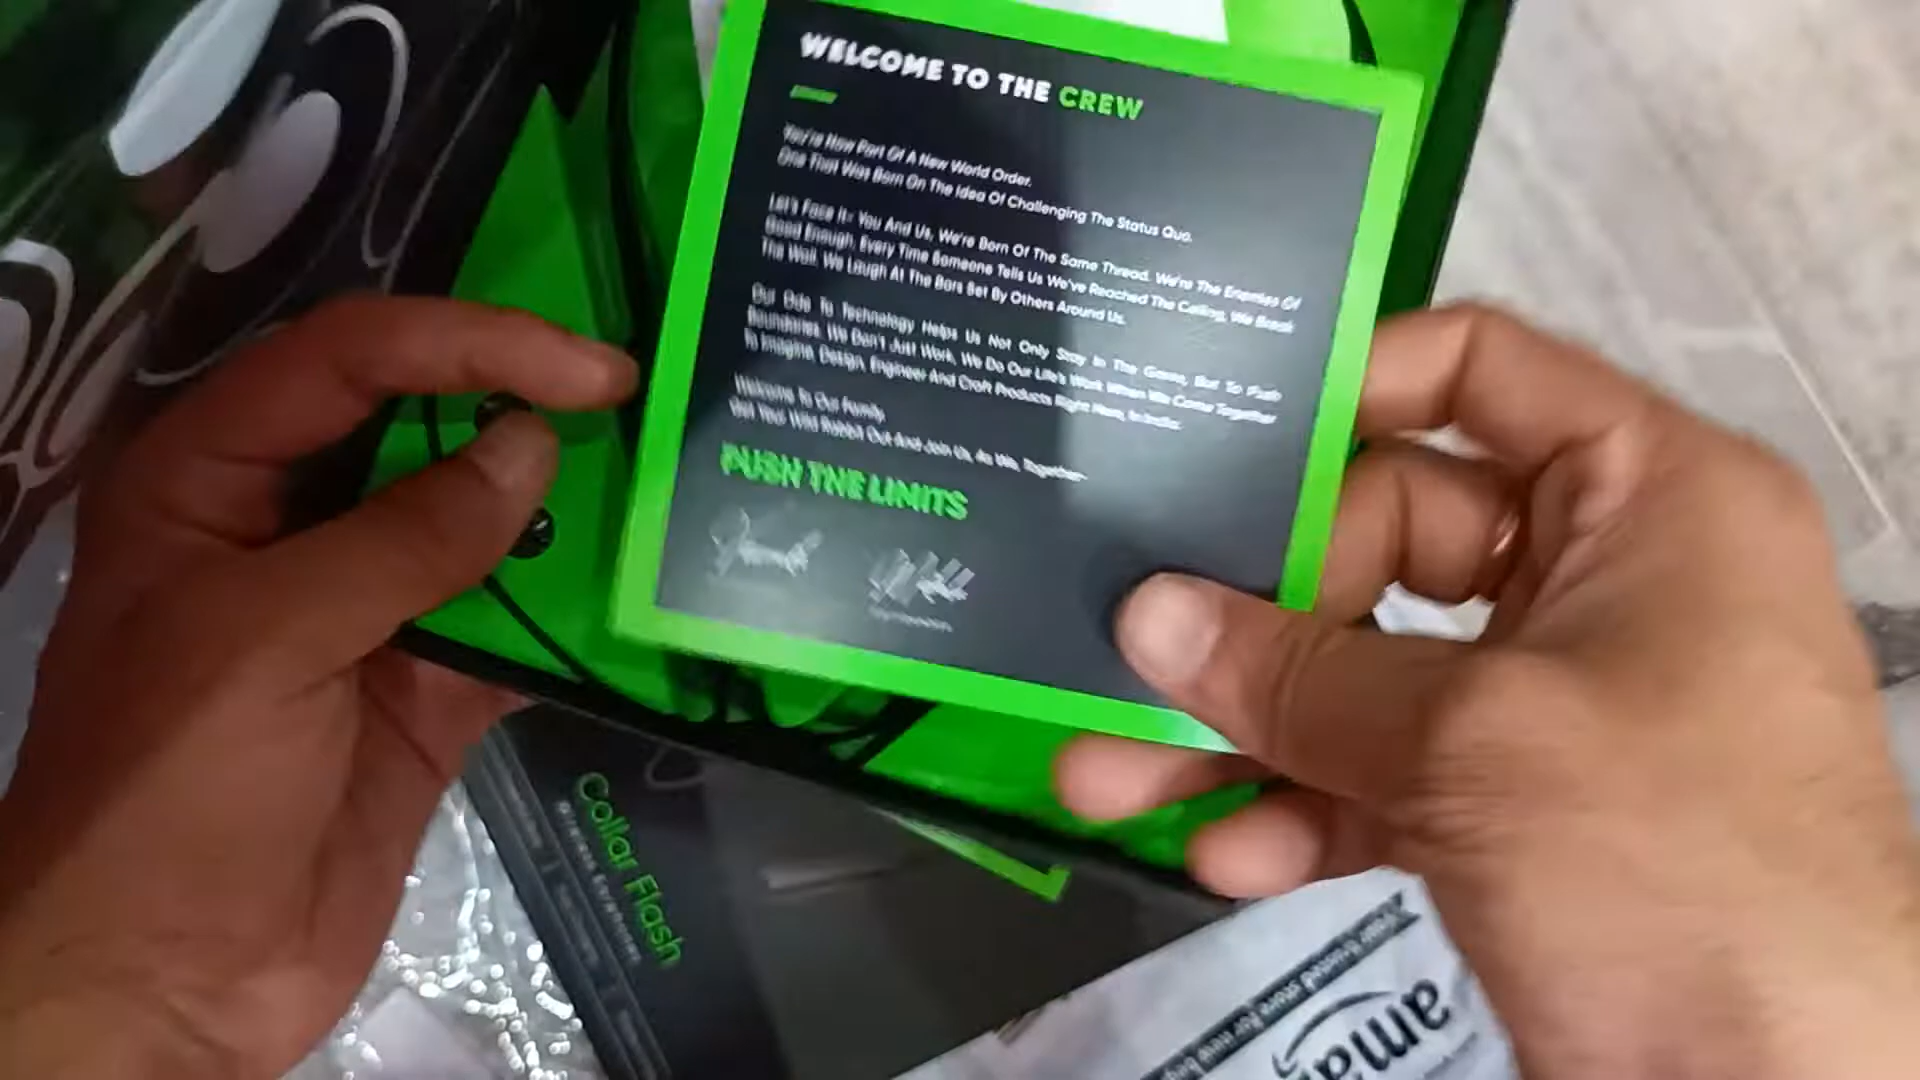 WELCOME TO THE CREW
You're Now Part Of A New World Order.
One That Was Born On The Idea Of Challenging The Status Quo.
Let's Face It- You And Us, We're Born Of The Same Thread. We're The Enemies Of
Good Enough. Every Time Someone Tells Us We've Reached The Ceiling, We Break
The Wall. We Laugh At The Bars Set By Others Around Us.
Our Ode To Technology Helps Us Not Only Stay In The Game, But To Push
Boundaries. We Don't Just Work, We Do Our Life's Work When We Come Together
To Imagine, Design, Engineer And Craft Products Right Here, In India.
Welcome To Our Family.
Get Your Wild Rabbit Out And Join Us, As We, Together-
PUSH THE LIMITS
Collar Flash
Wireless Earphones
ama